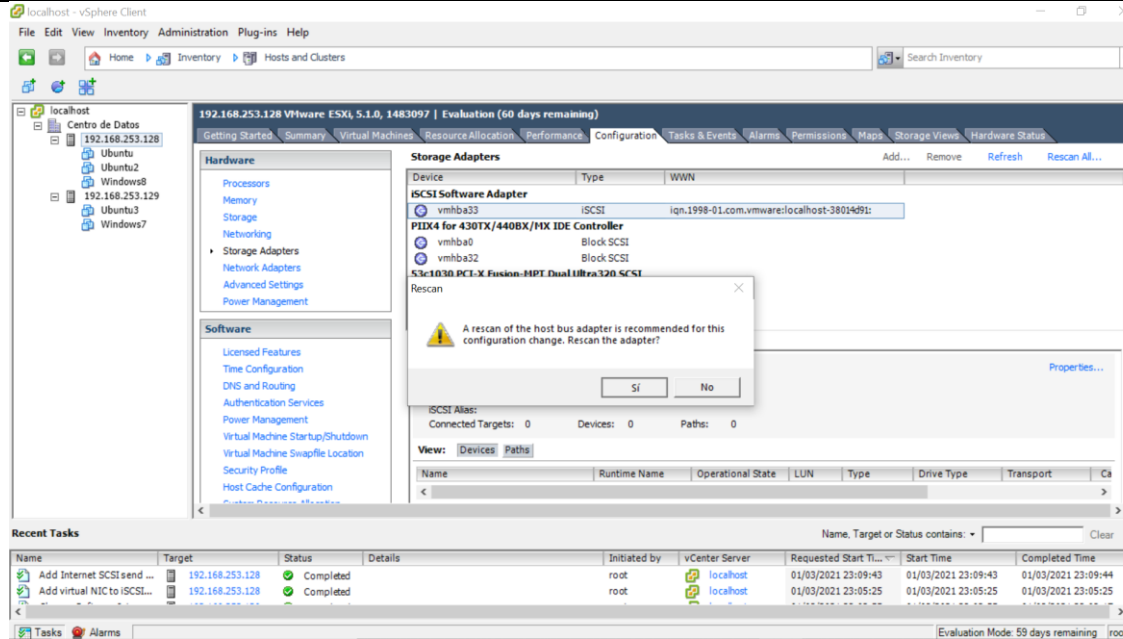 localhost - vSphere Client
File Edit View Inventory Administration Plug-ins Help
Home Inventory Hosts and Clusters Search Inventory
localhost
Centro de Datos
192.168.253.128
Ubuntu
Ubuntu2
Windows8
192.168.253.129
Ubuntu3
Windows7
192.168.253.128 VMware ESXi, 5.1.0, 1483097 | Evaluation (60 days remaining)
Getting Started Summary Virtual Machines Resource Allocation Performance Configuration Tasks & Events Alarms Permissions Maps Storage Views Hardware Status
Hardware
Processors
Memory
Storage
Networking
Storage Adapters
Network Adapters
Advanced Settings
Power Management
Software
Licensed Features
Time Configuration
DNS and Routing
Authentication Services
Power Management
Virtual Machine Startup/Shutdown
Virtual Machine Swapfile Location
Security Profile
Host Cache Configuration
System Resource Allocation
Storage Adapters Add... Remove Refresh Rescan All...
Device Type WWN
iSCSI Software Adapter
vmhba33 iSCSI iqn.1998-01.com.vmware:localhost-38014d91:
PIIX4 for 430TX/440BX/MX IDE Controller
vmhba0 Block SCSI
vmhba32 Block SCSI
53c1030 PCI-X Fusion-MPT Dual Ultra320 SCSI
Rescan
A rescan of the host bus adapter is recommended for this
configuration change. Rescan the adapter?
Sí No
Properties...
iSCSI Alias:
Connected Targets: 0 Devices: 0 Paths: 0
View: Devices Paths
Name Runtime Name Operational State LUN Type Drive Type Transport Ca
Recent Tasks Name, Target or Status contains: Clear
Name Target Status Details Initiated by vCenter Server Requested Start Ti... Start Time Completed Time
Add Internet SCSI send ... 192.168.253.128 Completed root localhost 01/03/2021 23:09:43 01/03/2021 23:09:43 01/03/2021 23:09:44
Add virtual NIC to iSCSI... 192.168.253.128 Completed root localhost 01/03/2021 23:05:25 01/03/2021 23:05:25 01/03/2021 23:05:25
Tasks Alarms Evaluation Mode: 59 days remaining roo